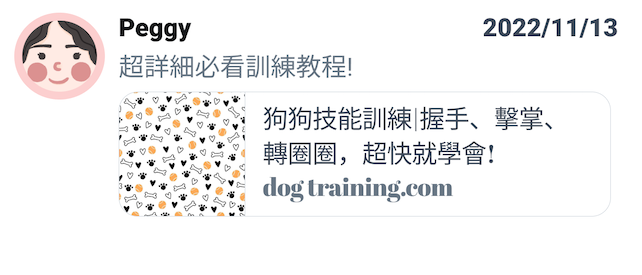 Peggy 2022/11/13
超詳細必看訓練教程!
狗狗技能訓練|握手、擊掌、
轉圈圈，超快就學會!
dog training.com